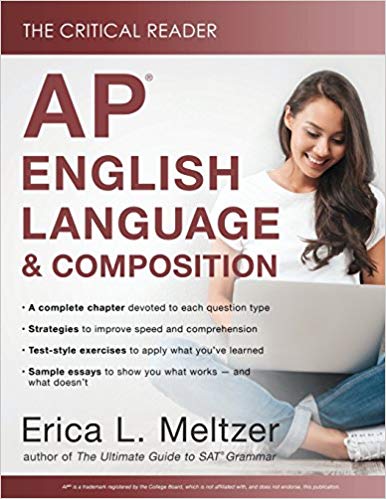 THE CRITICAL READER
AP®
ENGLISH
LANGUAGE
& COMPOSITION
• A complete chapter devoted to each question type
• Strategies to improve speed and comprehension
• Test-style exercises to apply what you've learned
• Sample essays to show you what works — and
what doesn't
Erica L. Meltzer
author of The Ultimate Guide to SAT® Grammar
AP® is a trademark registered by the College Board, which is not affiliated with, and does not endorse, this publication.